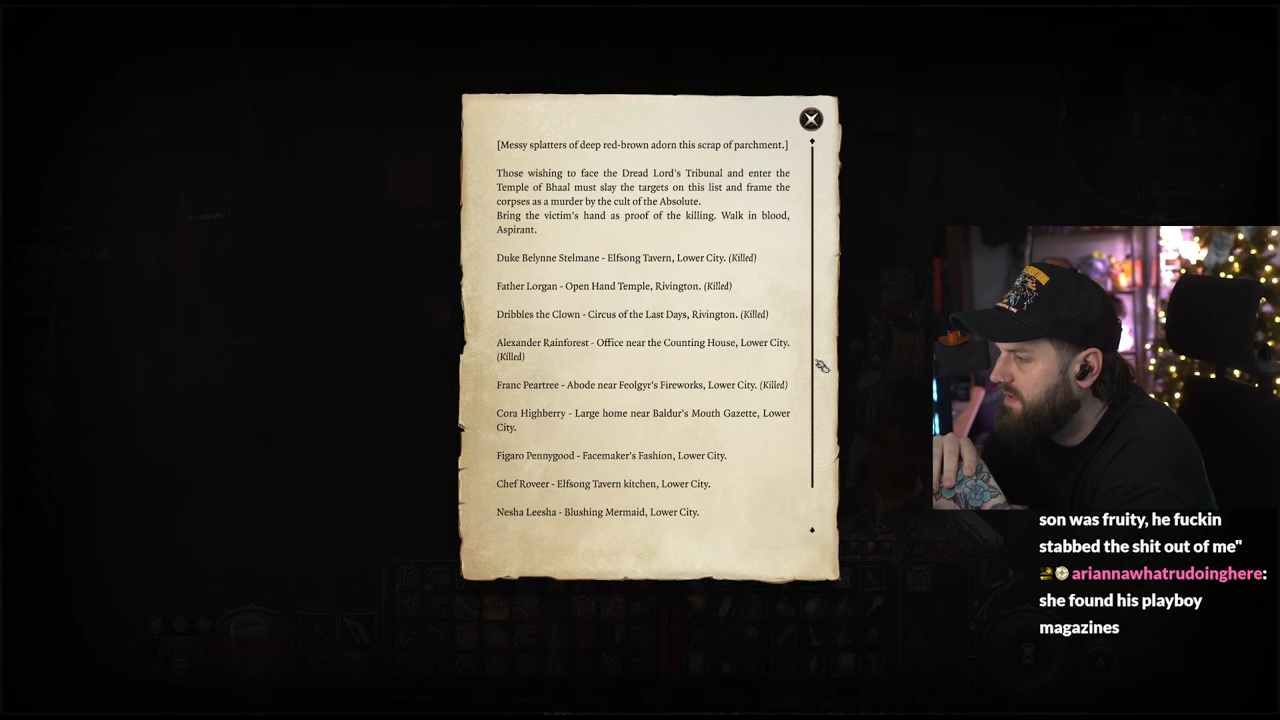 [Messy splatters of deep red-brown adorn this scrap of parchment.]
Those wishing to face the Dread Lord's Tribunal and enter the
Temple of Bhaal must slay the targets on this list and frame the
corpses as a murder by the cult of the Absolute.
Bring the victim's hand as proof of the killing. Walk in blood,
Aspirant.
Duke Belynne Stelmane - Elfsong Tavern, Lower City. (Killed)
Father Lorgan - Open Hand Temple, Rivington. (Killed)
Dribbles the Clown - Circus of the Last Days, Rivington. (Killed)
Alexander Rainforest - Office near the Counting House, Lower City.
(Killed)
Franc Peartree - Abode near Feolgyr's Fireworks, Lower City. (Killed)
Cora Highberry - Large home near Baldur's Mouth Gazette, Lower
City.
Figaro Pennygood - Facemaker's Fashion, Lower City.
Chef Roveer - Elfsong Tavern kitchen, Lower City.
Nesha Leesha - Blushing Mermaid, Lower City.
son was fruity, he fuckin
stabbed the shit out of me"
ariannawhatrudoinghere:
she found his playboy
magazines